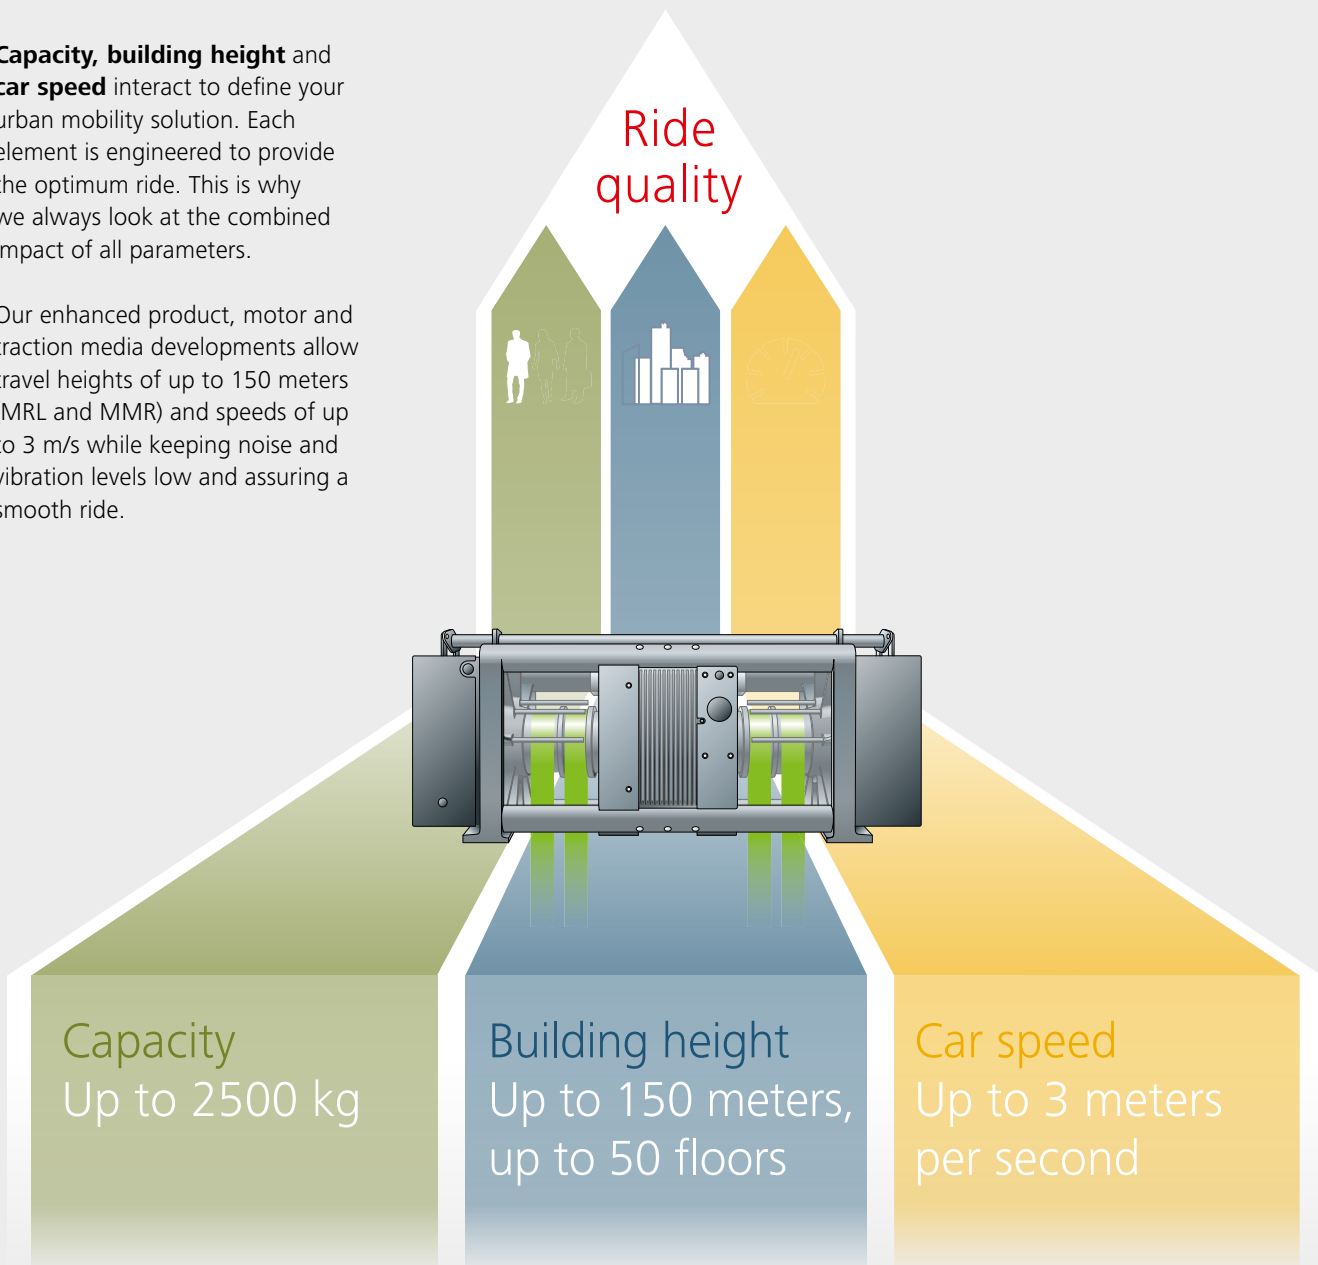 Capacity, building height and
car speed interact to define your
urban mobility solution. Each
element is engineered to provide
the optimum ride. This is why
we always look at the combined
impact of all parameters.
Our enhanced product, motor and
traction media developments allow
travel heights of up to 150 meters
(MRL and MMR) and speeds of up
to 3 m/s while keeping noise and
vibration levels low and assuring a
smooth ride.
Ride
quality
Capacity
Up to 2500 kg
Building height
Up to 150 meters,
up to 50 floors
Car speed
Up to 3 meters
per second